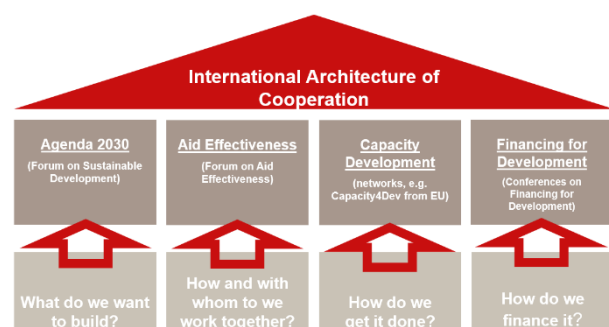 International Architecture of
Cooperation
Agenda 2030
(Forum on Sustainable
Development)
Aid Effectiveness
(Forum on Aid
Effectiveness)
Capacity
Development
(networks, e.g.
Capacity4Dev from EU)
Financing for
Development
(Conferences on
Financing for
Development)
What do we want
to build?
How and with
whom to we
work together?
How do we
get it done?
How do we
finance it?